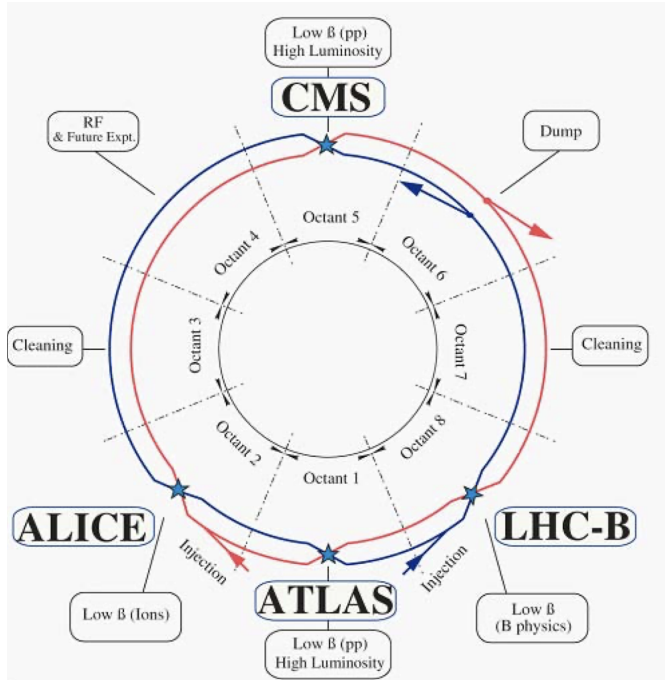 Low ß (pp)
High Luminosity
CMS
RF
& Future Expt.
Dump
Octant 5
Octant 4
Octant 6
Cleaning
Octant 3
Octant 7
Cleaning
Octant 2
Octant 8
Octant 1
ALICE
LHC-B
Injection
Injection
ATLAS
Low ß (Ions)
Low ß
(B physics)
Low ß (pp)
High Luminosity